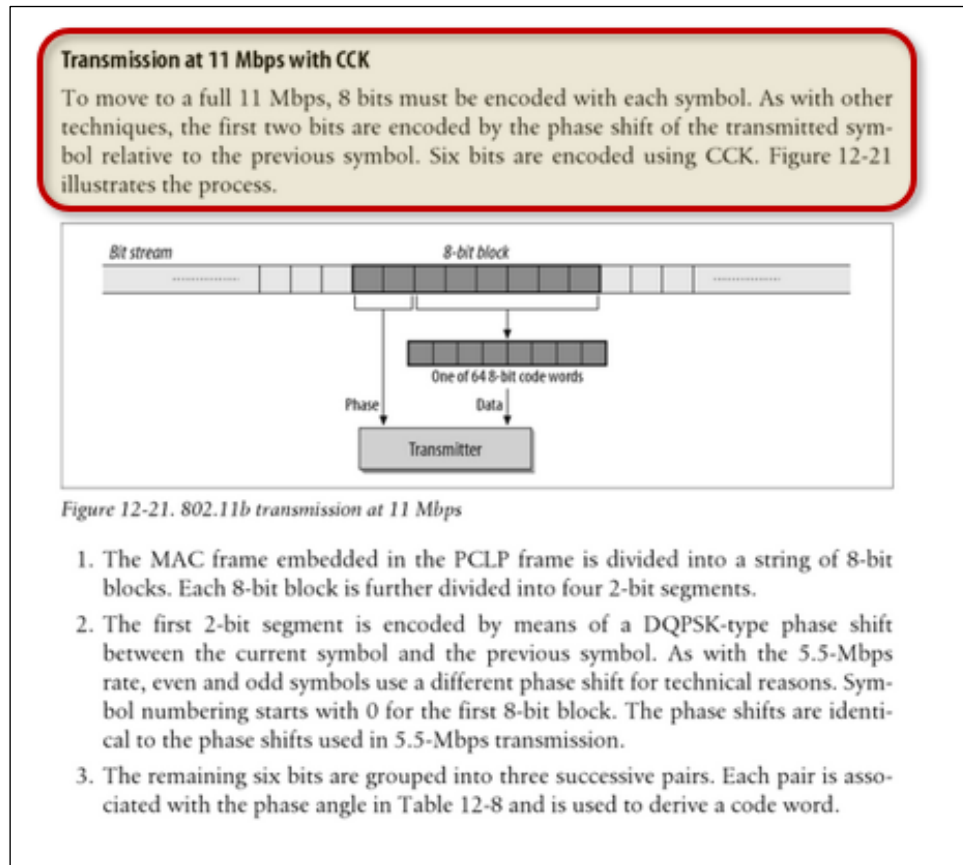 Transmission at 11 Mbps with CCK
To move to a full 11 Mbps, 8 bits must be encoded with each symbol. As with other
techniques, the first two bits are encoded by the phase shift of the transmitted sym-
bol relative to the previous symbol. Six bits are encoded using CCK. Figure 12-21
illustrates the process.
Bit stream
8-bit block
One of 64 8-bit code words
Phase
Data
Transmitter
Figure 12-21. 802.11b transmission at 11 Mbps
1. The MAC frame embedded in the PCLP frame is divided into a string of 8-bit
blocks. Each 8-bit block is further divided into four 2-bit segments.
2. The first 2-bit segment is encoded by means of a DQPSK-type phase shift
between the current symbol and the previous symbol. As with the 5.5-Mbps
rate, even and odd symbols use a different phase shift for technical reasons. Sym-
bol numbering starts with 0 for the first 8-bit block. The phase shifts are identi-
cal to the phase shifts used in 5.5-Mbps transmission.
3. The remaining six bits are grouped into three successive pairs. Each pair is asso-
ciated with the phase angle in Table 12-8 and is used to derive a code word.